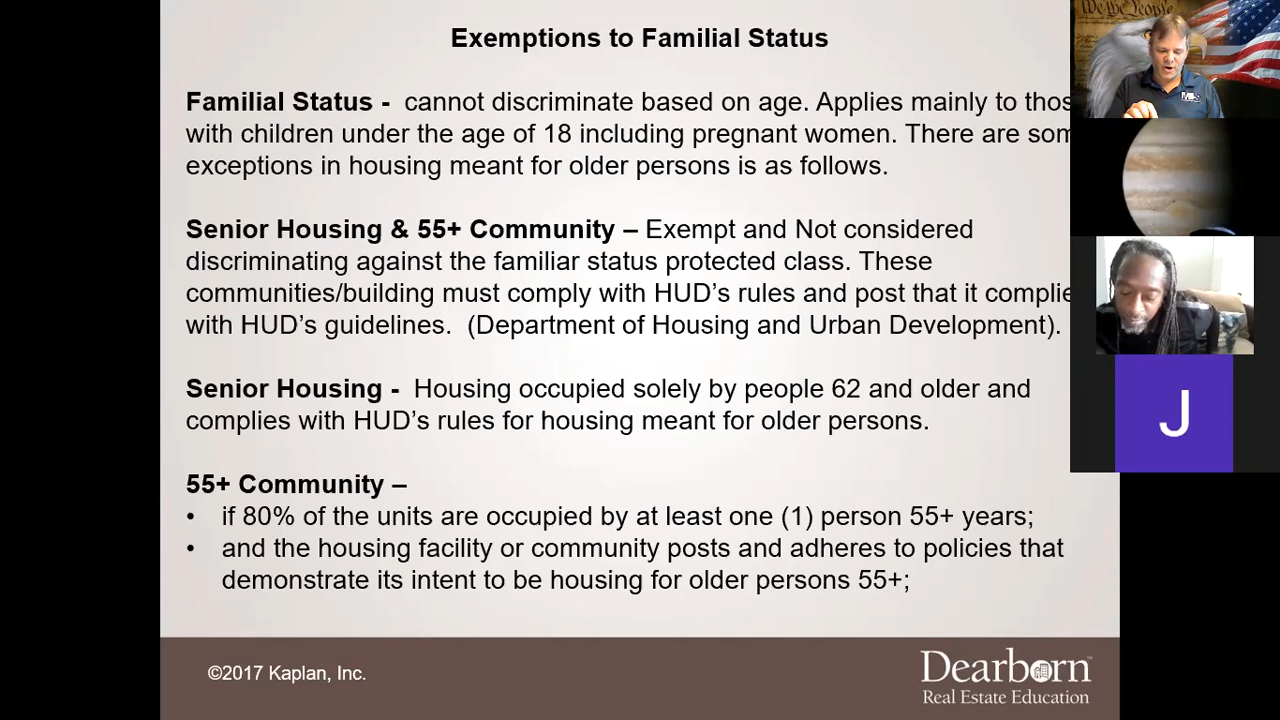 Exemptions to Familial Status
Familial Status - cannot discriminate based on age. Applies mainly to
with children under the age of 18 including pregnant women. There are
exceptions in housing meant for older persons is as follows.
Senior Housing & 55+ Community – Exempt and Not considered
discriminating against the familiar status protected class. These
communities/building must comply with HUD's rules and post that it
with HUD's guidelines. (Department of Housing and Urban Development).
Senior Housing - Housing occupied solely by people 62 and older and
complies with HUD's rules for housing meant for older persons.
55+ Community –
• if 80% of the units are occupied by at least one (1) person 55+ years;
• and the housing facility or community posts and adheres to policies that
demonstrate its intent to be housing for older persons 55+;
©2017 Kaplan, Inc.
Dearborn™
Real Estate Education
We the People
J